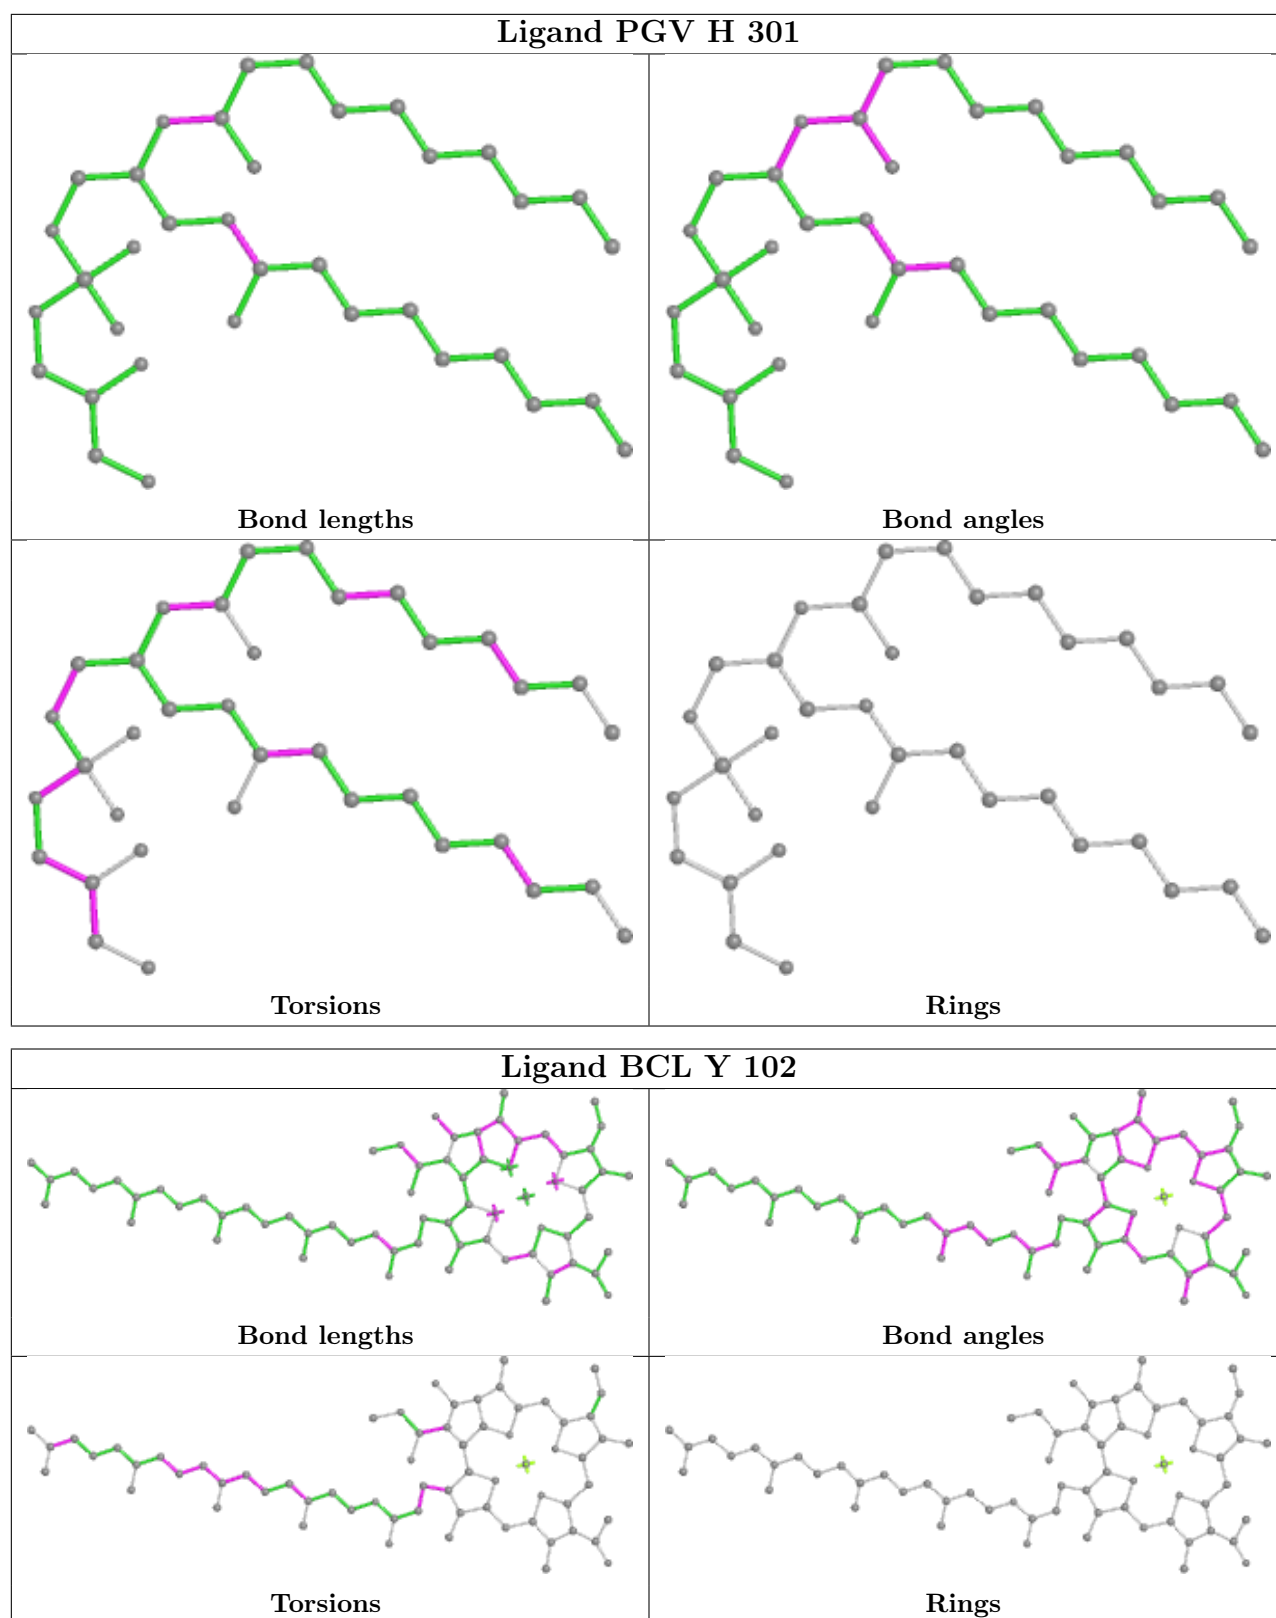 Ligand PGV H 301
Bond lengths
Bond angles
Torsions
Rings
Ligand BCL Y 102
Bond lengths
Bond angles
Torsions
Rings